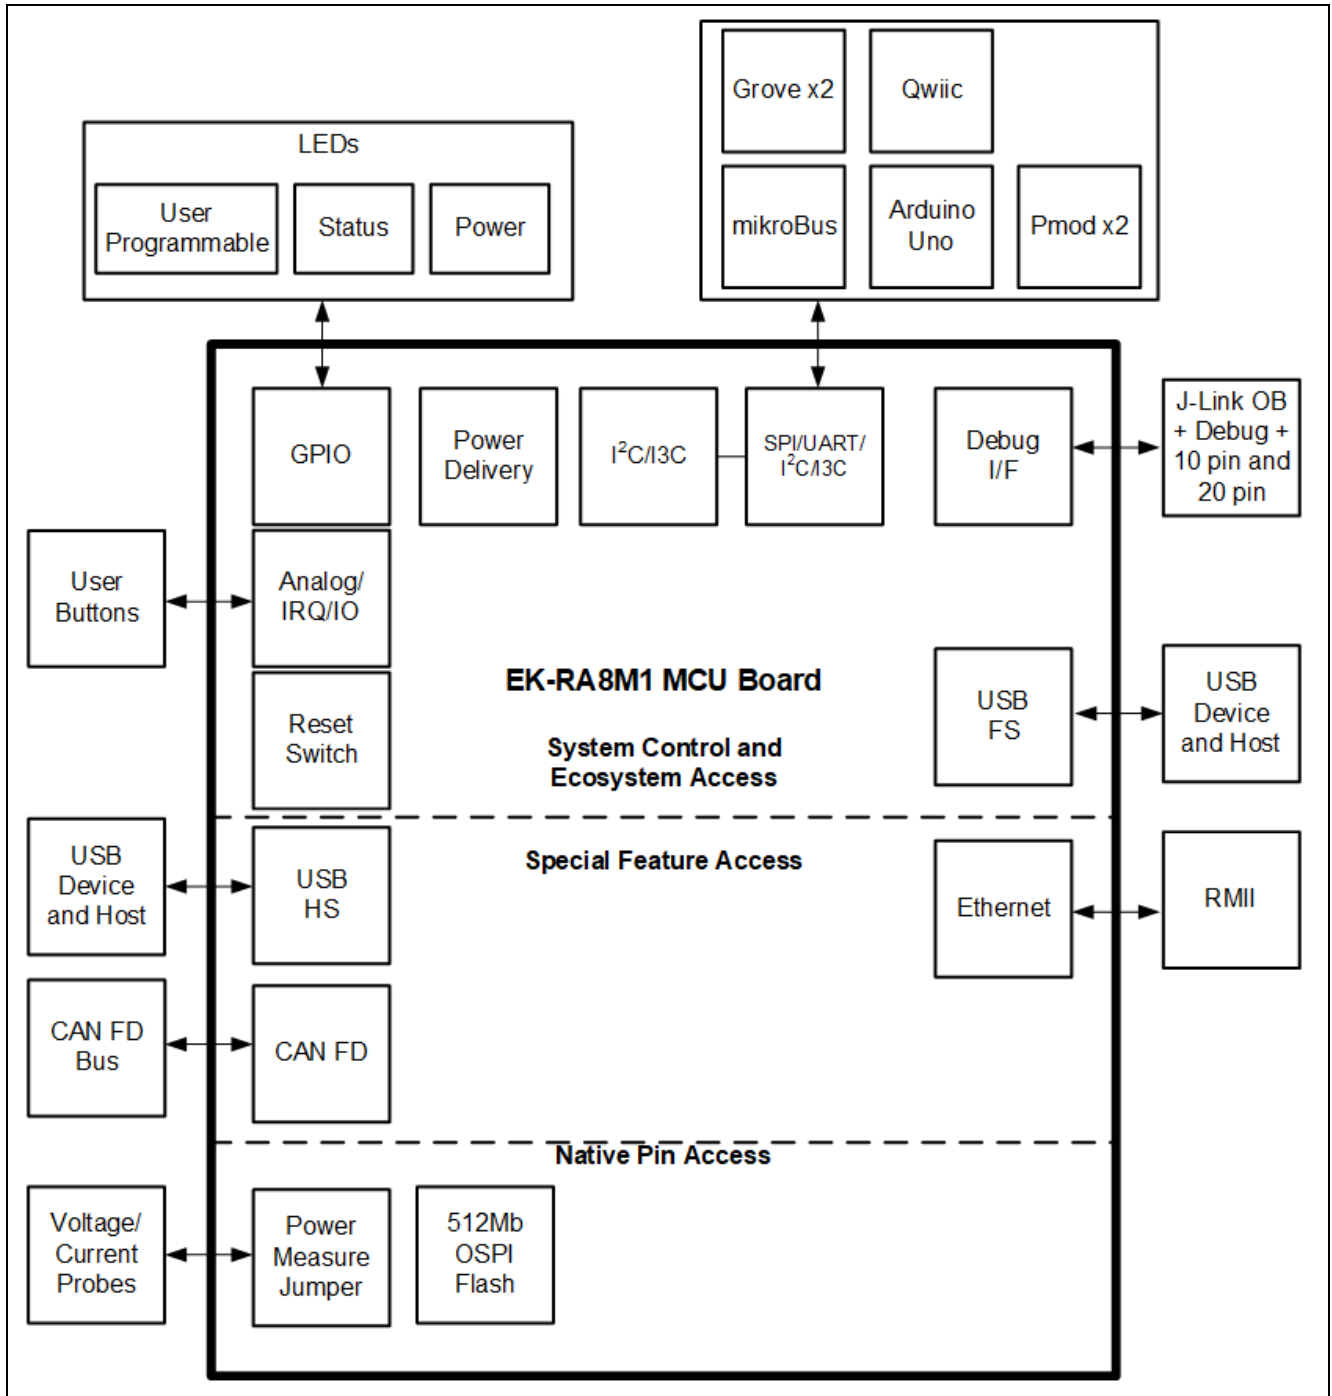 Grove x2
Qwiic
LEDs
User
Programmable
Status
Power
mikroBus
Arduino
Uno
Pmod x2
GPIO
Power
Delivery
I²C/I3C
SPI/UART/
I²C/I3C
Debug
I/F
J-Link OB
+ Debug +
10 pin and
20 pin
User
Buttons
Analog/
IRQ/IO
EK-RA8M1 MCU Board
System Control and
Ecosystem Access
Reset
Switch
USB
FS
USB
Device
and Host
Special Feature Access
USB
Device
and Host
USB
HS
Ethernet
RMII
CAN FD
Bus
CAN FD
Native Pin Access
Voltage/
Current
Probes
Power
Measure
Jumper
512Mb
OSPI
Flash